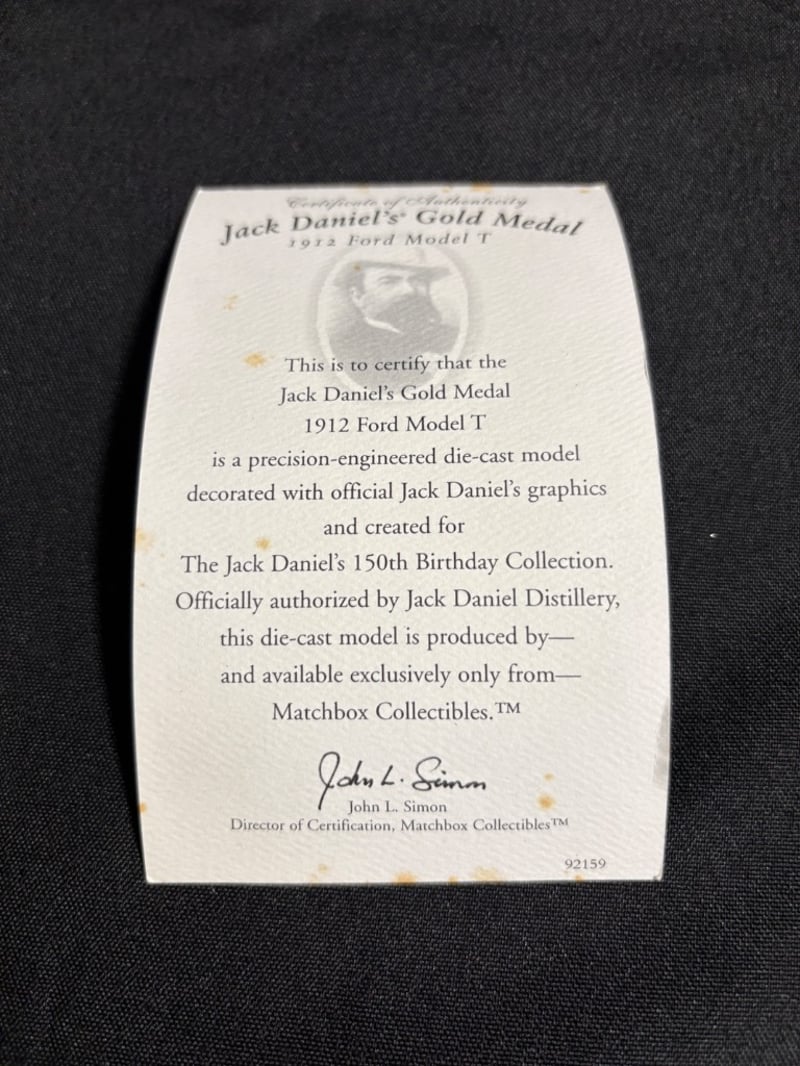 Certificate of Authenticity
Jack Daniel's® Gold Medal
1912 Ford Model T
This is to certify that the
Jack Daniel's Gold Medal
1912 Ford Model T
is a precision-engineered die-cast model
decorated with official Jack Daniel's graphics
and created for
The Jack Daniel's 150th Birthday Collection.
Officially authorized by Jack Daniel Distillery,
this die-cast model is produced by—
and available exclusively only from—
Matchbox Collectibles.™
John L. Simon
John L. Simon
Director of Certification, Matchbox Collectibles™
92159